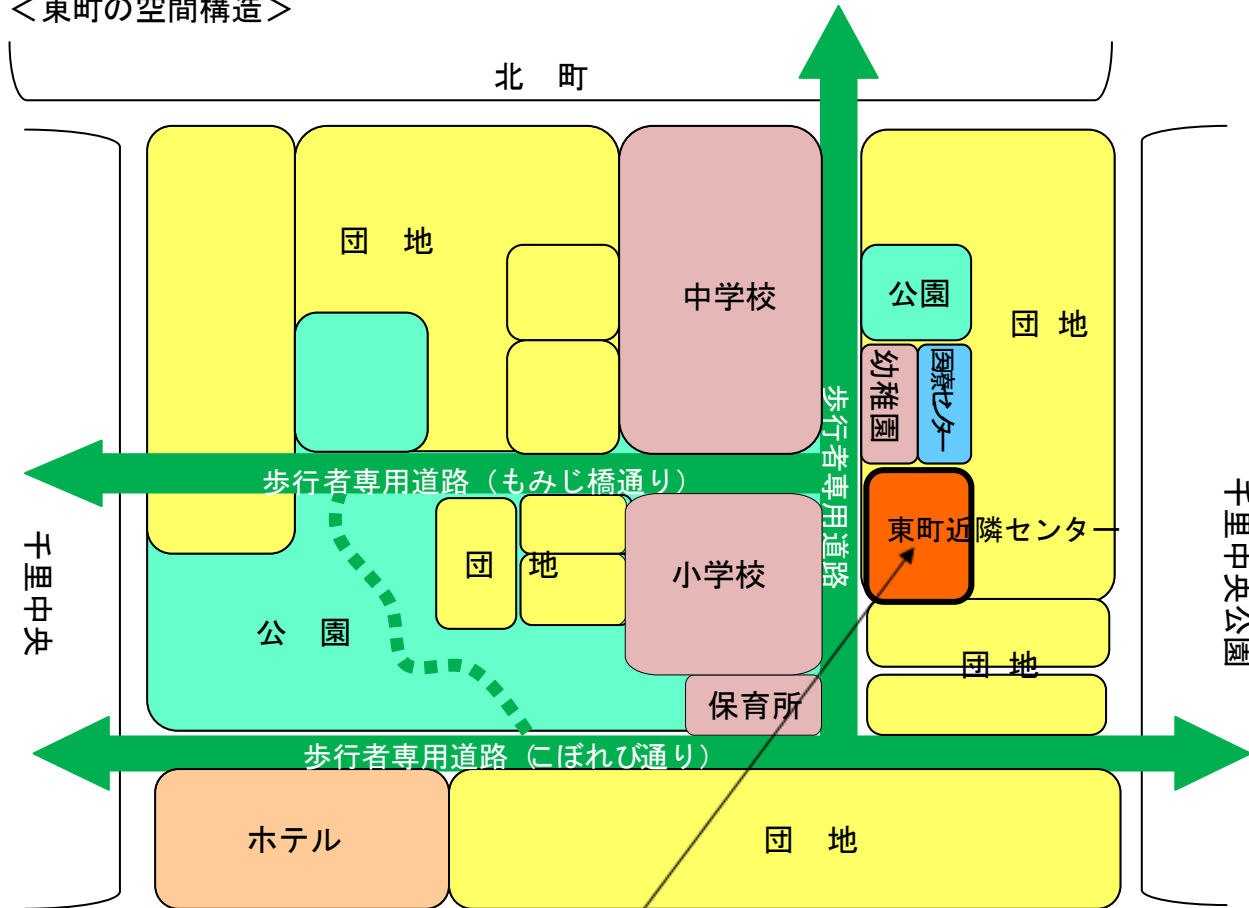 ＜東町の空間構造＞
北　町
団　地
中学校
公園
団 地
幼稚園
医療センター
歩行者専用道路
歩行者専用道路（もみじ橋通り）
東町近隣センター
千里中央
千里中央公園
団　地
小学校
公　園
団 地
保育所
歩行者専用道路（こぼれび通り）
ホテル
団　地